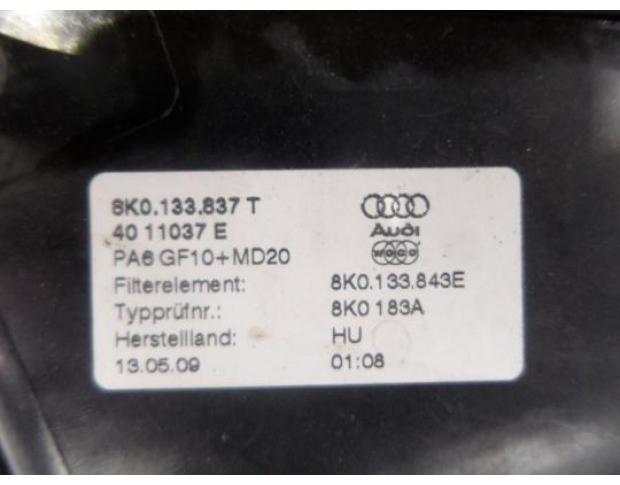 8K0.133.837 T
40 11037 E
PA6 GF10+MD20
Audi
woco
Filterelement: 8K0.133.843E
Typprüfnr.: 8K0 183A
Herstellland: HU
13.05.09 01:08